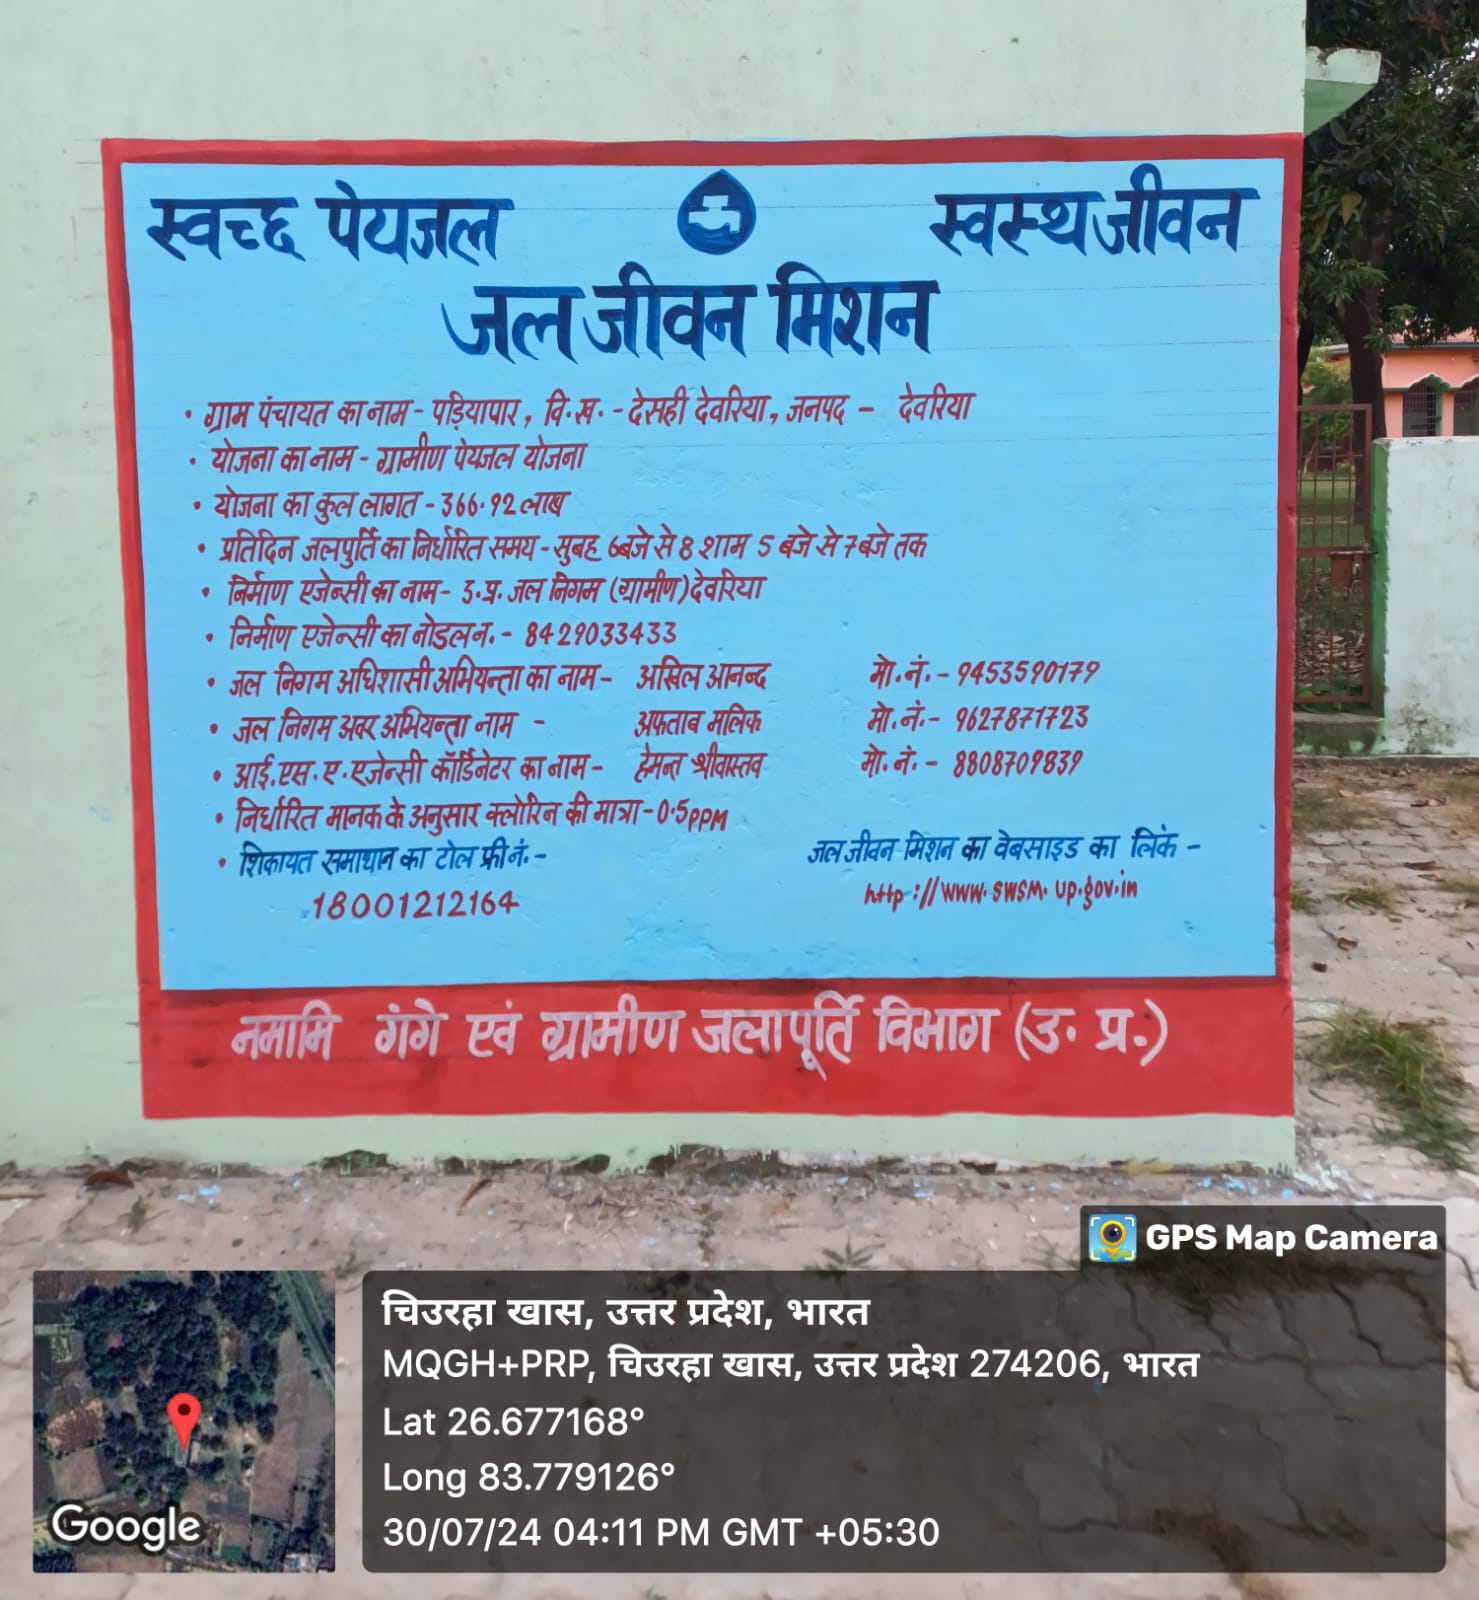 स्वच्छ पेयजल स्वस्थ जीवन
जल जीवन मिशन
• ग्राम पंचायत का नाम - पड़ियापार, वि.ख. - देसही देवरिया, जनपद - देवरिया
• योजना का नाम - ग्रामीण पेयजल योजना
• योजना का कुल लागत - 366.92 लाख
• प्रतिदिन जलपुर्ति का निर्धारित समय - सुबह 6 बजे से 8 शाम 5 बजे से 7 बजे तक
• निर्माण एजेन्सी का नाम - उ.प्र. जल निगम (ग्रामीण) देवरिया
• निर्माण एजेन्सी का नोडल न. - 8429033433
• जल निगम अधिशासी अभियन्ता का नाम - अखिल आनन्द मो.नं. - 9453590179
• जल निगम अवर अभियन्ता नाम - अफताब मलिक मो.नं. - 9627871723
• आई.एस.ए. एजेन्सी कॉर्डिनेटर का नाम - हेमन्त श्रीवास्तव मो.नं. - 8808709839
• निर्धारित मानक के अनुसार क्लोरिन की मात्रा - 0.5PPM
• शिकायत समाधान का टोल फ्री नं. - जल जीवन मिशन का वेबसाइड का लिंक -
18001212164 http://www.swsm.up.gov.in
नमामि गंगे एवं ग्रामीण जलापूर्ति विभाग (उ. प्र.)
GPS Map Camera
चिउरहा खास, उत्तर प्रदेश, भारत
MQGH+PRP, चिउरहा खास, उत्तर प्रदेश 274206, भारत
Lat 26.677168°
Long 83.779126°
30/07/24 04:11 PM GMT +05:30
Google